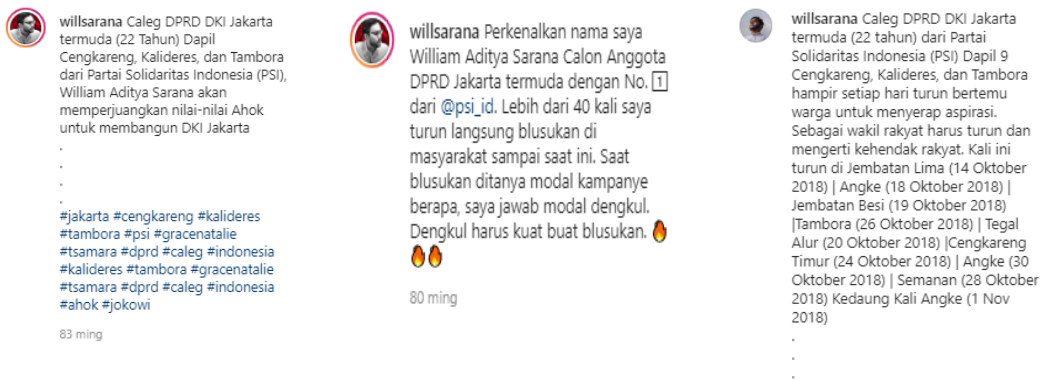 willsarana Caleg DPRD DKI Jakarta
termuda (22 Tahun) Dapil
Cengkareng, Kalideres, dan Tambora
dari Partai Solidaritas Indonesia (PSI),
William Aditya Sarana akan
memperjuangkan nilai-nilai Ahok
untuk membangun DKI Jakarta
.
.
.
.
#jakarta #cengkareng #kalideres
#tambora #psi #gracenatalie
#tsamara #dprd #caleg #indonesia
#kalideres #tambora #gracenatalie
#tsamara #dprd #caleg #indonesia
#ahok #jokowi
83 ming
willsarana Perkenalkan nama saya
William Aditya Sarana Calon Anggota
DPRD Jakarta termuda dengan No. 1️⃣
dari @psi_id. Lebih dari 40 kali saya
turun langsung blusukan di
masyarakat sampai saat ini. Saat
blusukan ditanya modal kampanye
berapa, saya jawab modal dengkul.
Dengkul harus kuat buat blusukan. 🔥
🔥🔥
80 ming
willsarana Caleg DPRD DKI Jakarta
termuda (22 tahun) dari Partai
Solidaritas Indonesia (PSI) Dapil 9
Cengkareng, Kalideres, dan Tambora
hampir setiap hari turun bertemu
warga untuk menyerap aspirasi.
Sebagai wakil rakyat harus turun dan
mengerti kehendak rakyat. Kali ini
turun di Jembatan Lima (14 Oktober
2018) | Angke (18 Oktober 2018) |
Jembatan Besi (19 Oktober 2018)
|Tambora (26 Oktober 2018) | Tegal
Alur (20 Oktober 2018) |Cengkareng
Timur (24 Oktober 2018) | Angke (30
Oktober 2018) | Semanan (28 Oktober
2018) Kedaung Kali Angke (1 Nov
2018)
.
.
.